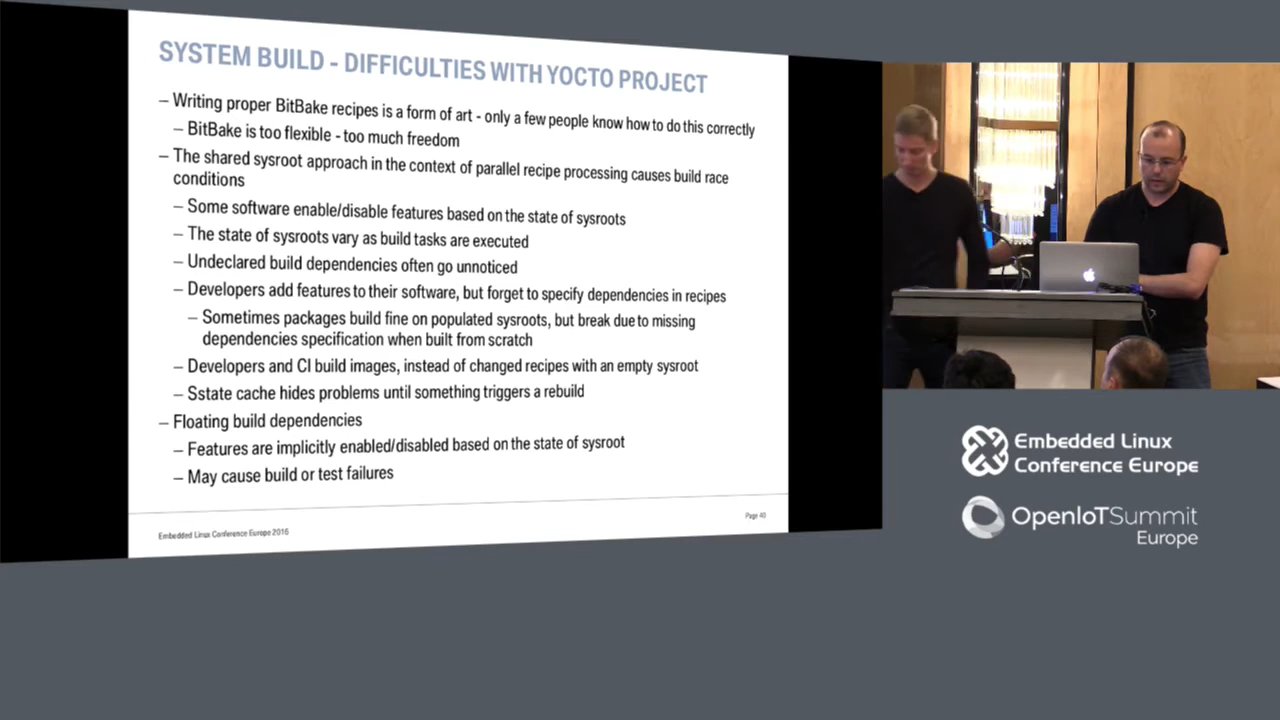 SYSTEM BUILD - DIFFICULTIES WITH YOCTO PROJECT
– Writing proper BitBake recipes is a form of art - only a few people know how to do this correctly
– BitBake is too flexible - too much freedom
– The shared sysroot approach in the context of parallel recipe processing causes build race
conditions
– Some software enable/disable features based on the state of sysroots
– The state of sysroots vary as build tasks are executed
– Undeclared build dependencies often go unnoticed
– Developers add features to their software, but forget to specify dependencies in recipes
– Sometimes packages build fine on populated sysroots, but break due to missing
dependencies specification when built from scratch
– Developers and CI build images, instead of changed recipes with an empty sysroot
– Sstate cache hides problems until something triggers a rebuild
– Floating build dependencies
– Features are implicitly enabled/disabled based on the state of sysroot
– May cause build or test failures
Embedded Linux Conference Europe 2016
Page 40
Embedded Linux
Conference Europe
OpenIoTSummit
Europe